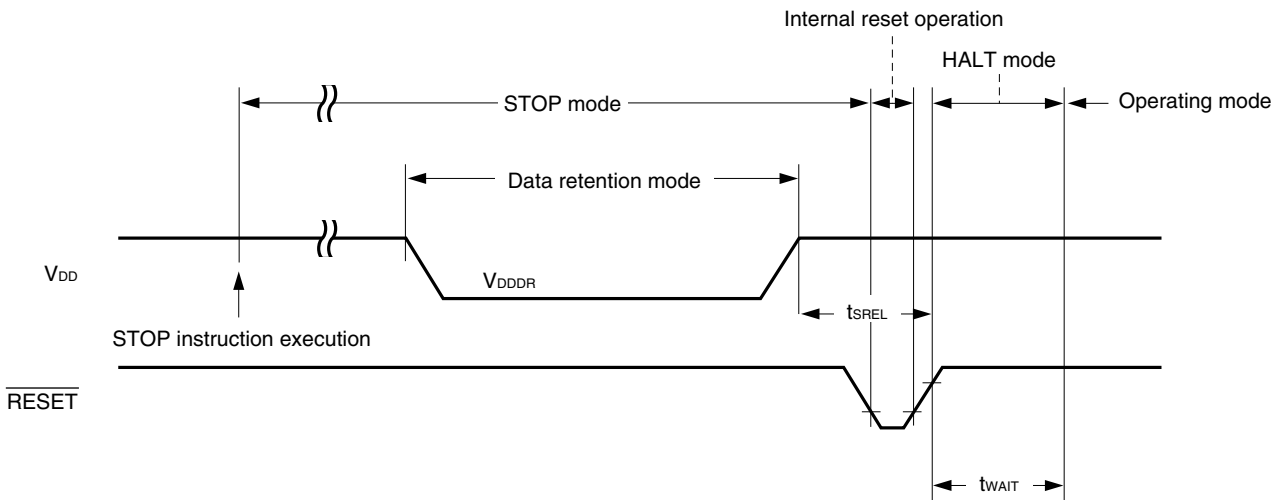 Internal reset operation
HALT mode
STOP mode
Operating mode
Data retention mode
VDD
VDDDR
tSREL
STOP instruction execution
RESET
tWAIT